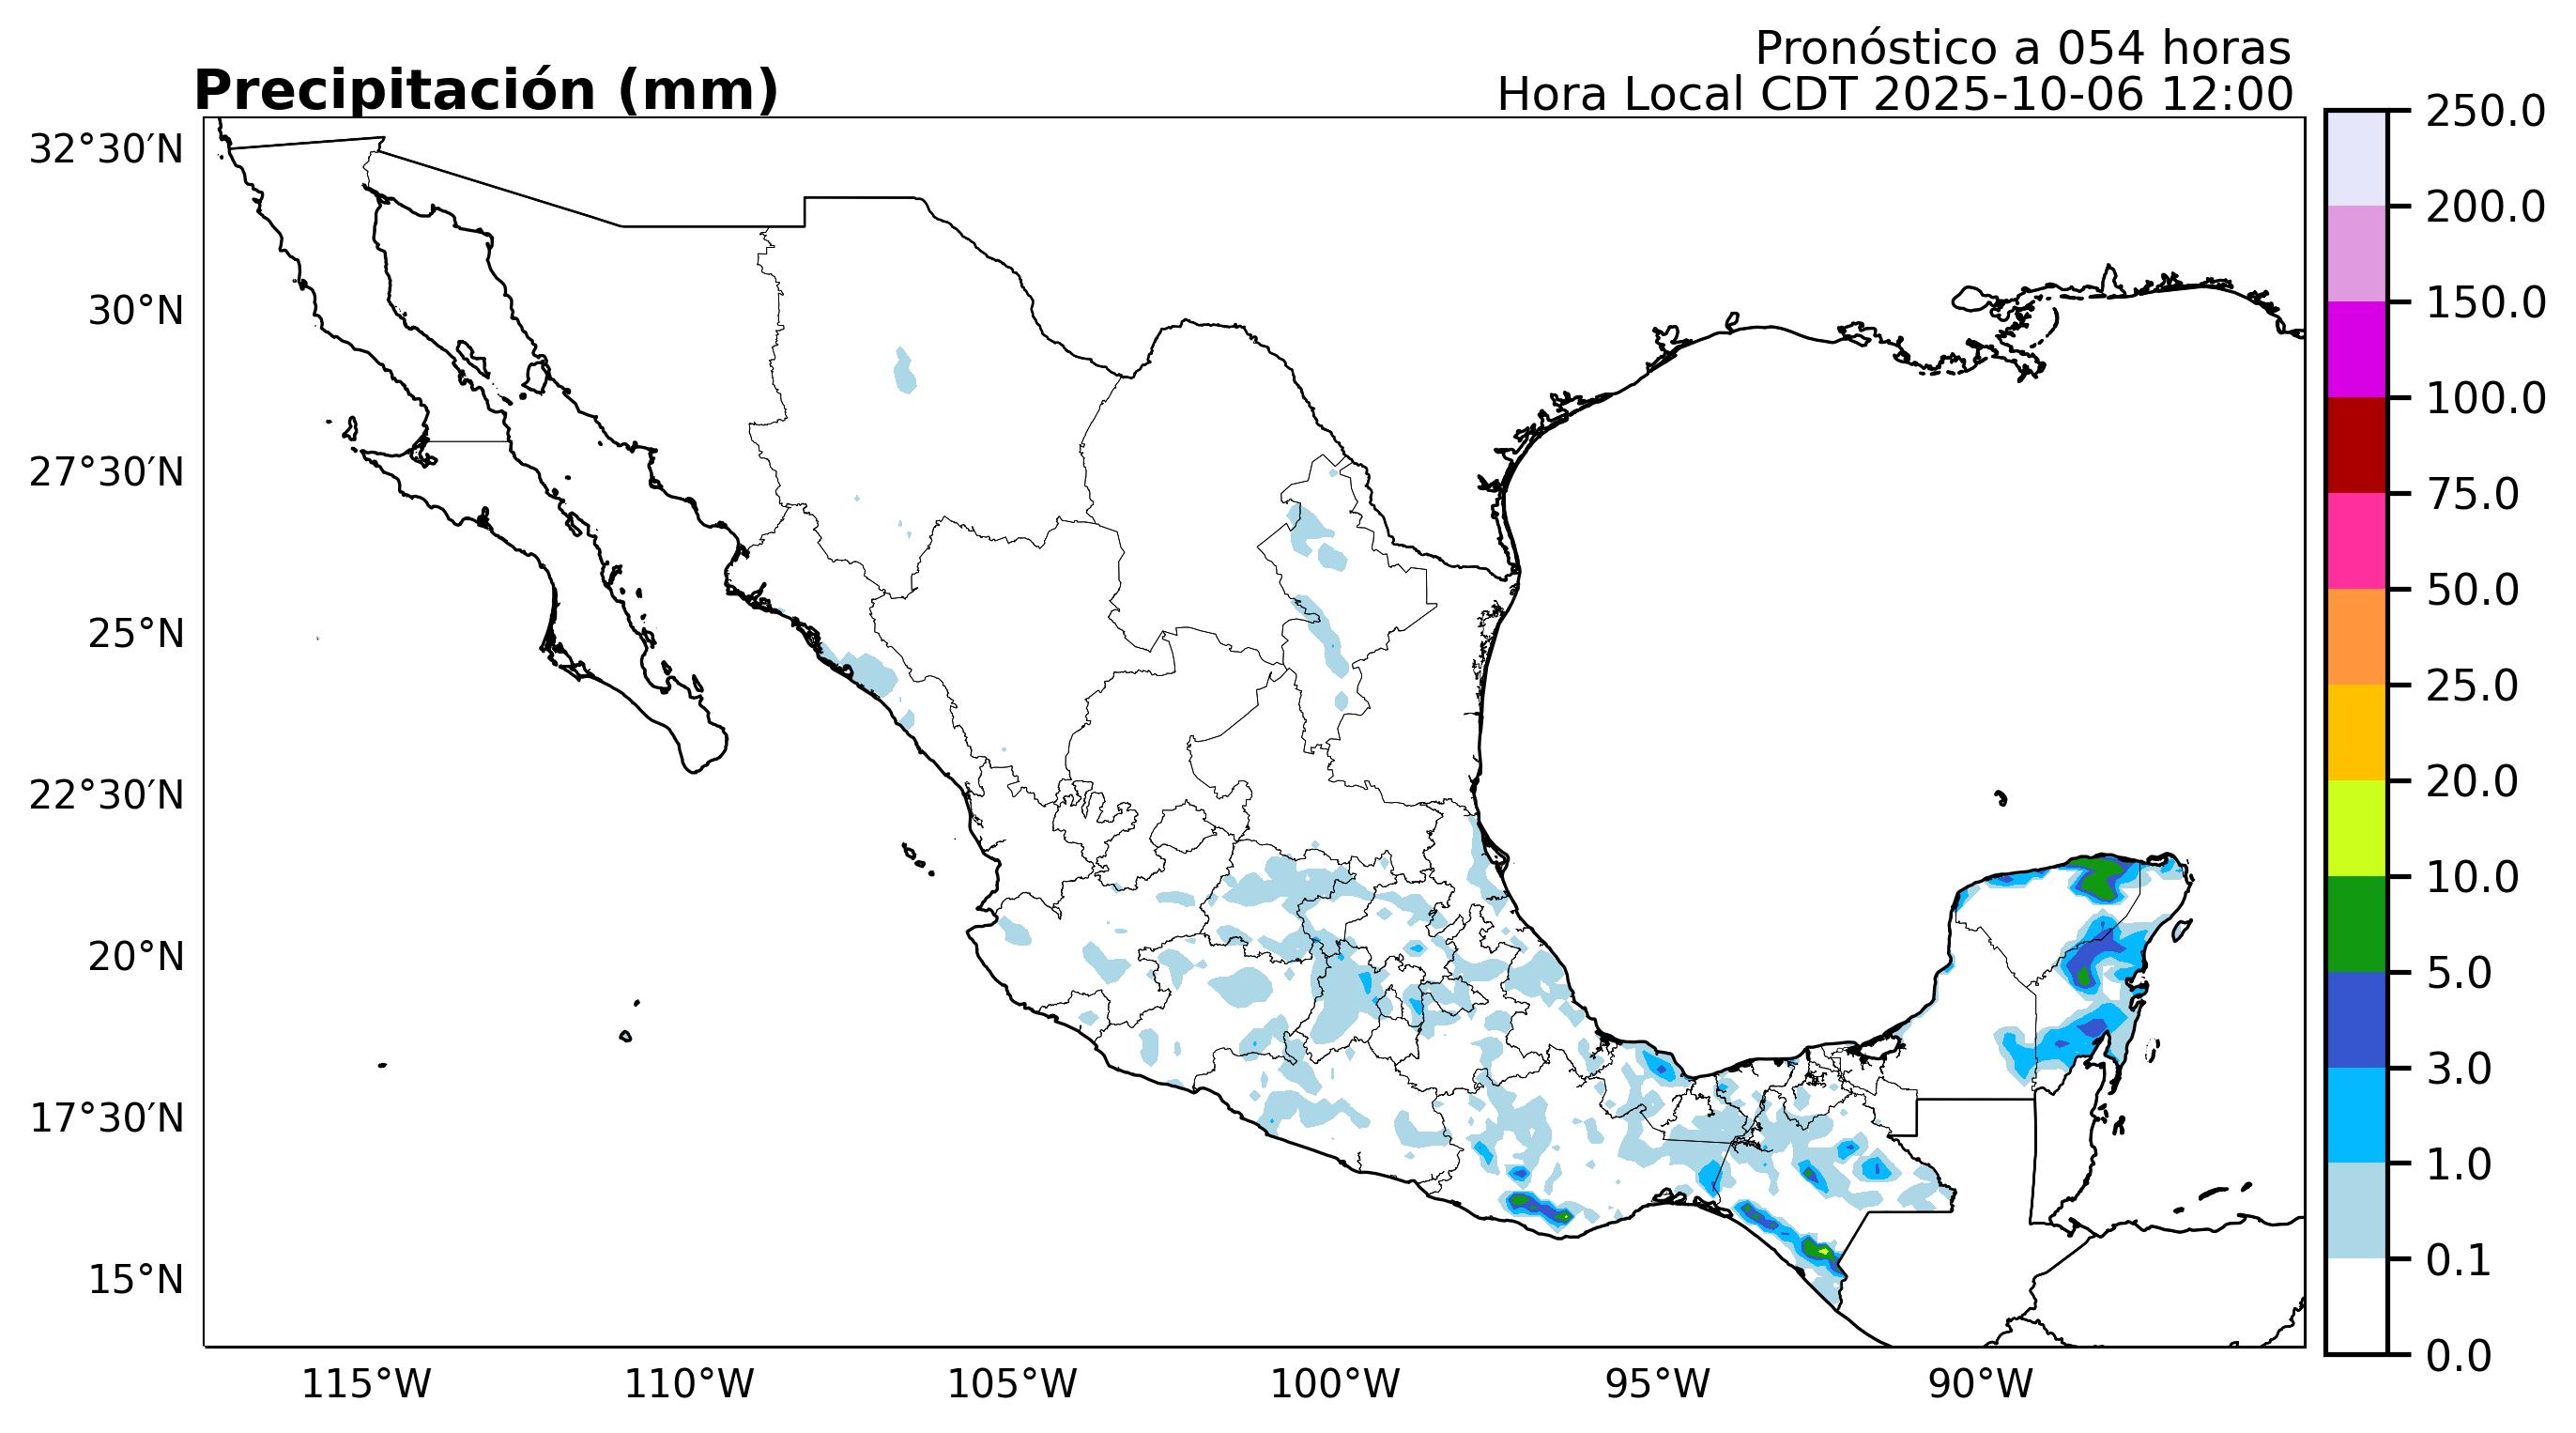 Pronóstico a 054 horas
Precipitación (mm)
Hora Local CDT 2025-10-06 12:00
32°30′N
30°N
27°30′N
25°N
22°30′N
20°N
17°30′N
15°N
115°W
110°W
105°W
100°W
95°W
90°W
250.0
200.0
150.0
100.0
75.0
50.0
25.0
20.0
10.0
5.0
3.0
1.0
0.1
0.0